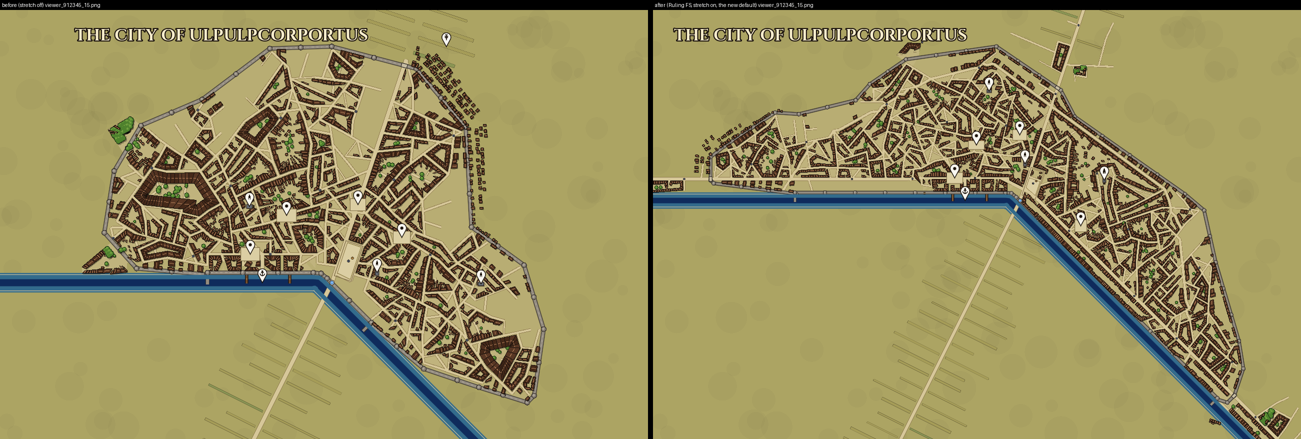 before (stretch off) viewer_912345_15.png
after (Ruling FS, stretch on, the new default) viewer_912345_15.png
THE CITY OF ULPULPCORPORTUS
THE CITY OF ULPULPCORPORTUS